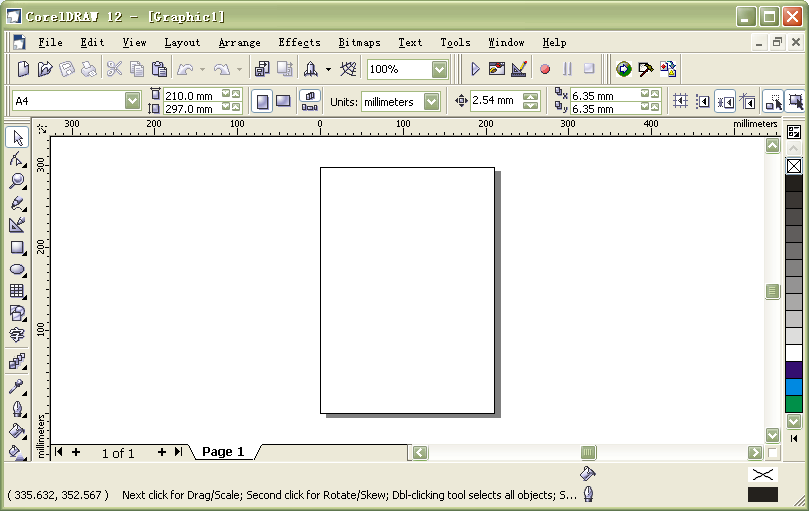 CorelDRAW 12 - [Graphic1]
File Edit View Layout Arrange Effects Bitmaps Text Tools Window Help
100%
A4 210.0 mm 297.0 mm Units: millimeters 2.54 mm x 6.35 mm y 6.35 mm
300 200 100 0 100 200 300 400 millimeters
300
200
100
millimeters
字
1 of 1 Page 1
( 335.632, 352.567 ) Next click for Drag/Scale; Second click for Rotate/Skew; Dbl-clicking tool selects all objects; S...